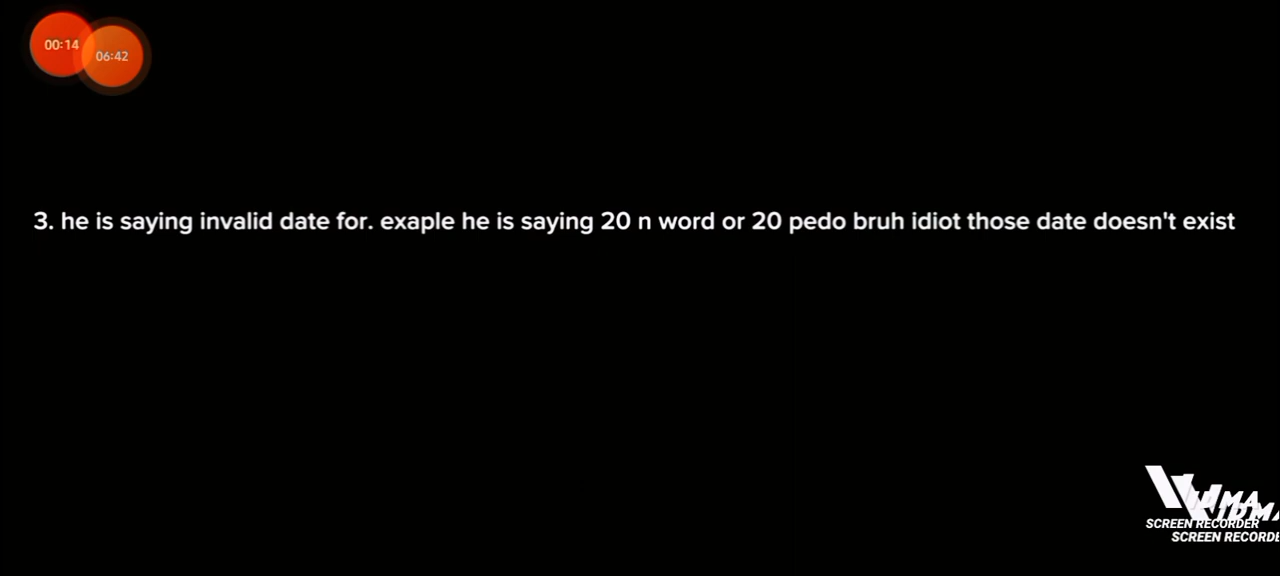 00:14
06:42
3. he is saying invalid date for. exaple he is saying 20 n word or 20 pedo bruh idiot those date doesn't exist
SCREEN RECORDER
SCREEN RECORDE